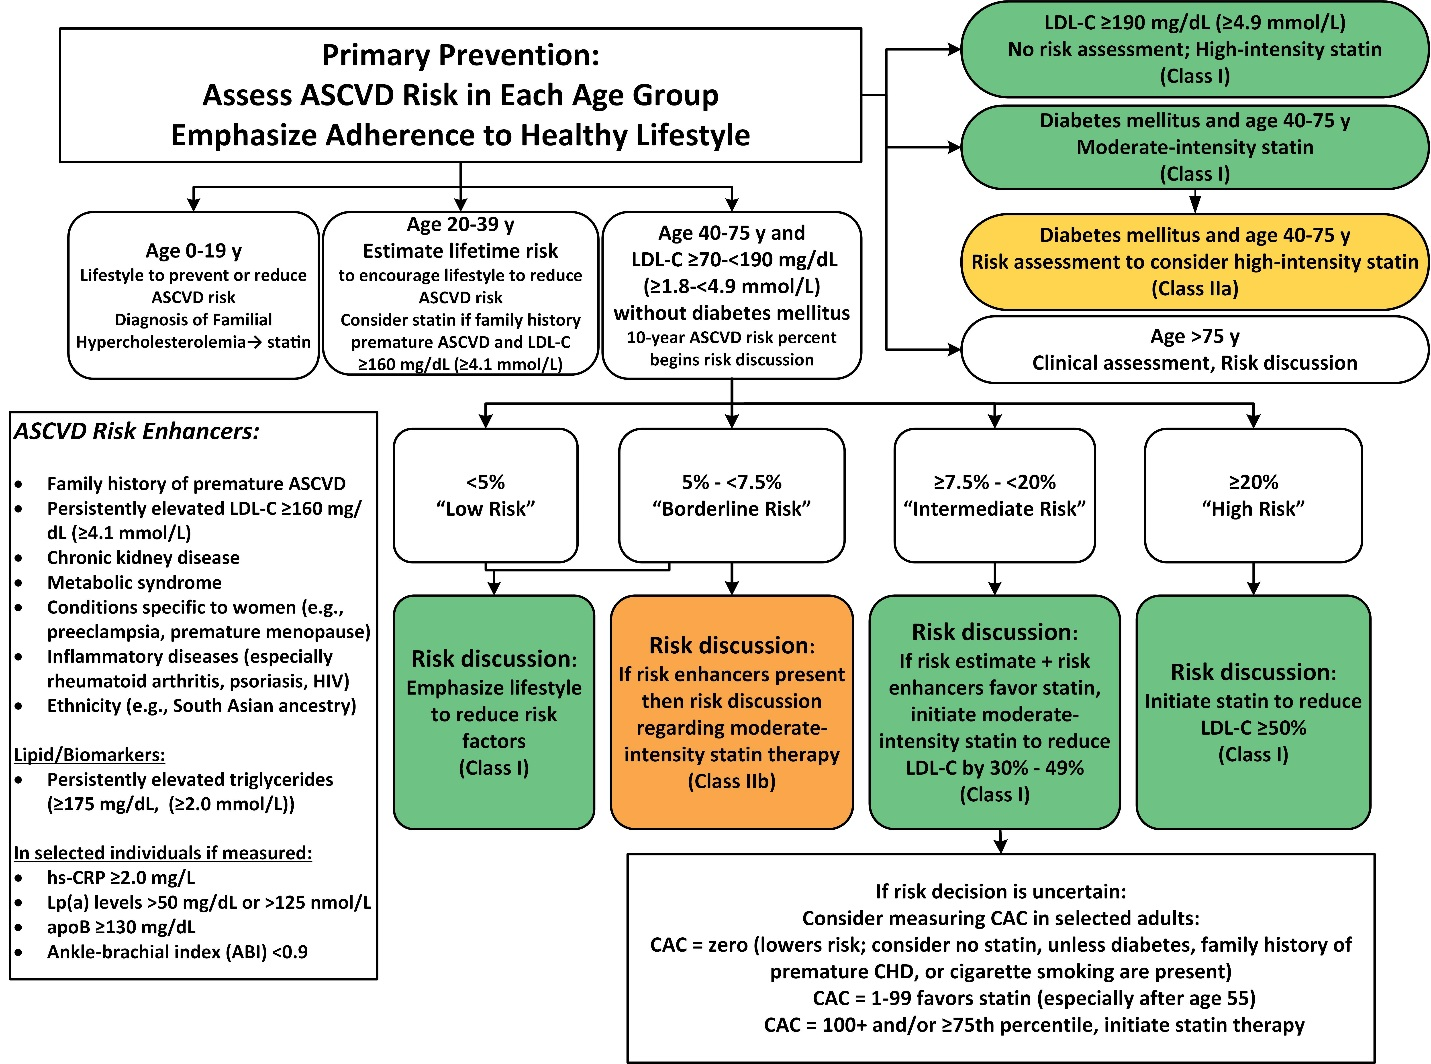 Primary Prevention:
Assess ASCVD Risk in Each Age Group
Emphasize Adherence to Healthy Lifestyle
LDL-C ≥190 mg/dL (≥4.9 mmol/L)
No risk assessment; High-intensity statin
(Class I)
Diabetes mellitus and age 40-75 y
Moderate-intensity statin
(Class I)
Diabetes mellitus and age 40-75 y
Risk assessment to consider high-intensity statin
(Class IIa)
Age >75 y
Clinical assessment, Risk discussion
Age 0-19 y
Lifestyle to prevent or reduce
ASCVD risk
Diagnosis of Familial
Hypercholesterolemia→ statin
Age 20-39 y
Estimate lifetime risk
to encourage lifestyle to reduce
ASCVD risk
Consider statin if family history
premature ASCVD and LDL-C
≥160 mg/dL (≥4.1 mmol/L)
Age 40-75 y and
LDL-C ≥70-<190 mg/dL
(≥1.8-<4.9 mmol/L)
without diabetes mellitus
10-year ASCVD risk percent
begins risk discussion
<5%
“Low Risk”
5% - <7.5%
“Borderline Risk”
≥7.5% - <20%
“Intermediate Risk”
≥20%
“High Risk”
Risk discussion:
Emphasize lifestyle
to reduce risk
factors
(Class I)
Risk discussion:
If risk enhancers present
then risk discussion
regarding moderate-
intensity statin therapy
(Class IIb)
Risk discussion:
If risk estimate + risk
enhancers favor statin,
initiate moderate-
intensity statin to reduce
LDL-C by 30% - 49%
(Class I)
Risk discussion:
Initiate statin to reduce
LDL-C ≥50%
(Class I)
If risk decision is uncertain:
Consider measuring CAC in selected adults:
CAC = zero (lowers risk; consider no statin, unless diabetes, family history of
premature CHD, or cigarette smoking are present)
CAC = 1-99 favors statin (especially after age 55)
CAC = 100+ and/or ≥75th percentile, initiate statin therapy
ASCVD Risk Enhancers:
• Family history of premature ASCVD
• Persistently elevated LDL-C ≥160 mg/
dL (≥4.1 mmol/L)
• Chronic kidney disease
• Metabolic syndrome
• Conditions specific to women (e.g.,
preeclampsia, premature menopause)
• Inflammatory diseases (especially
rheumatoid arthritis, psoriasis, HIV)
• Ethnicity (e.g., South Asian ancestry)
Lipid/Biomarkers:
• Persistently elevated triglycerides
(≥175 mg/dL, (≥2.0 mmol/L))
In selected individuals if measured:
• hs-CRP ≥2.0 mg/L
• Lp(a) levels >50 mg/dL or >125 nmol/L
• apoB ≥130 mg/dL
• Ankle-brachial index (ABI) <0.9